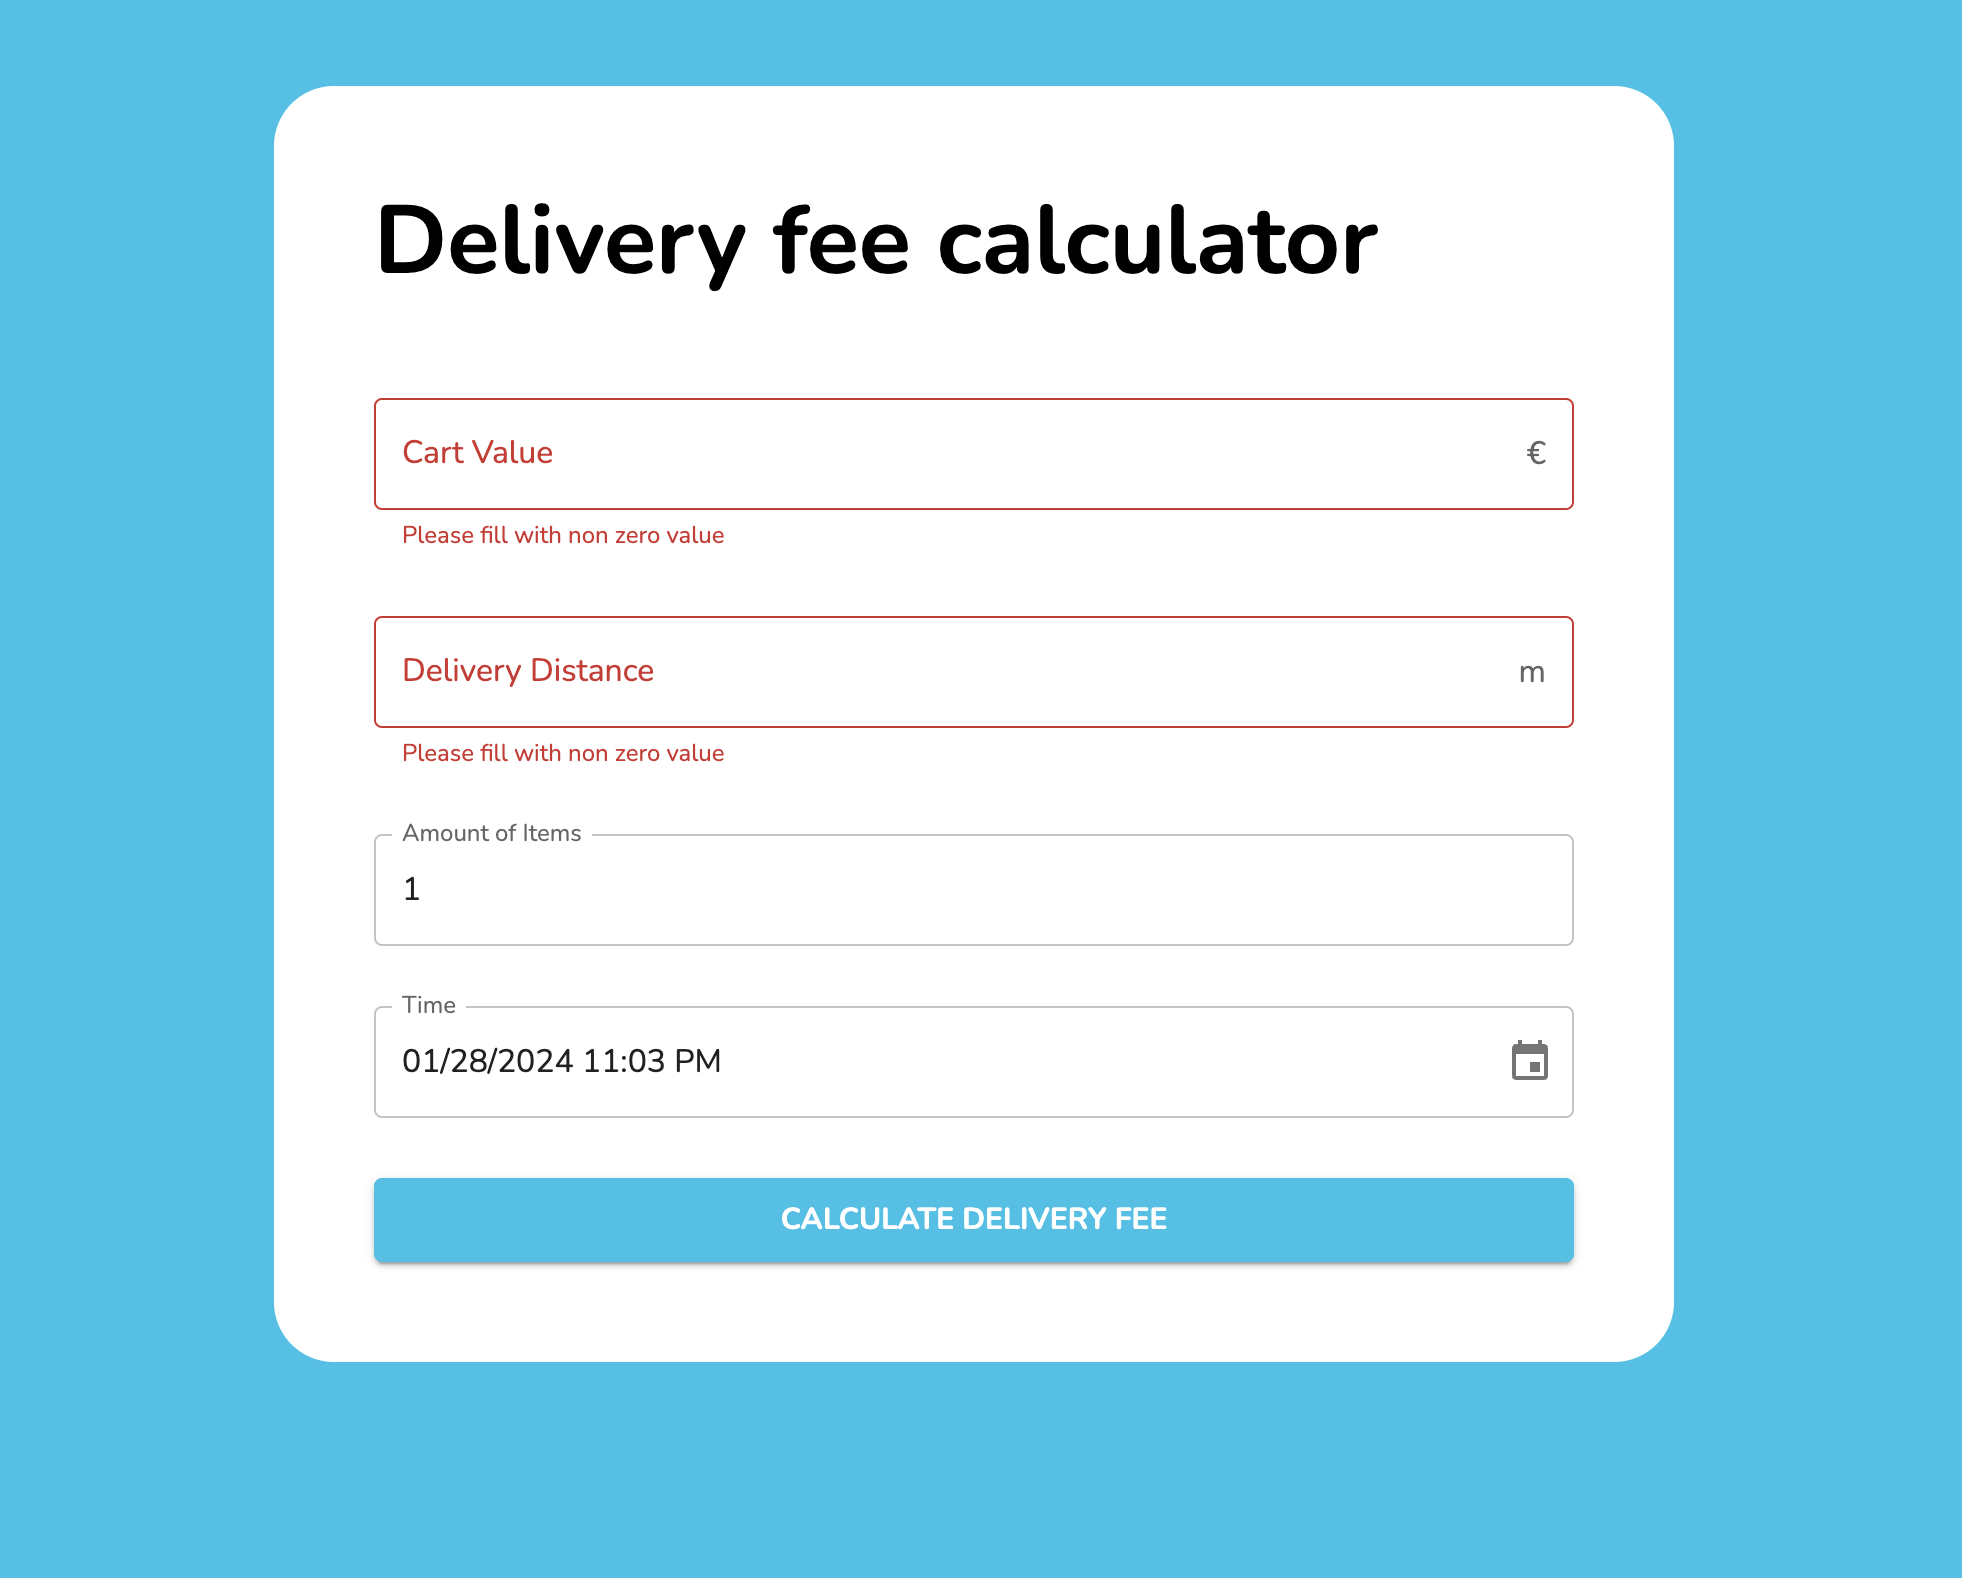 Delivery fee calculator
Cart Value €
Please fill with non zero value
Delivery Distance m
Please fill with non zero value
Amount of Items
1
Time
01/28/2024 11:03 PM
CALCULATE DELIVERY FEE